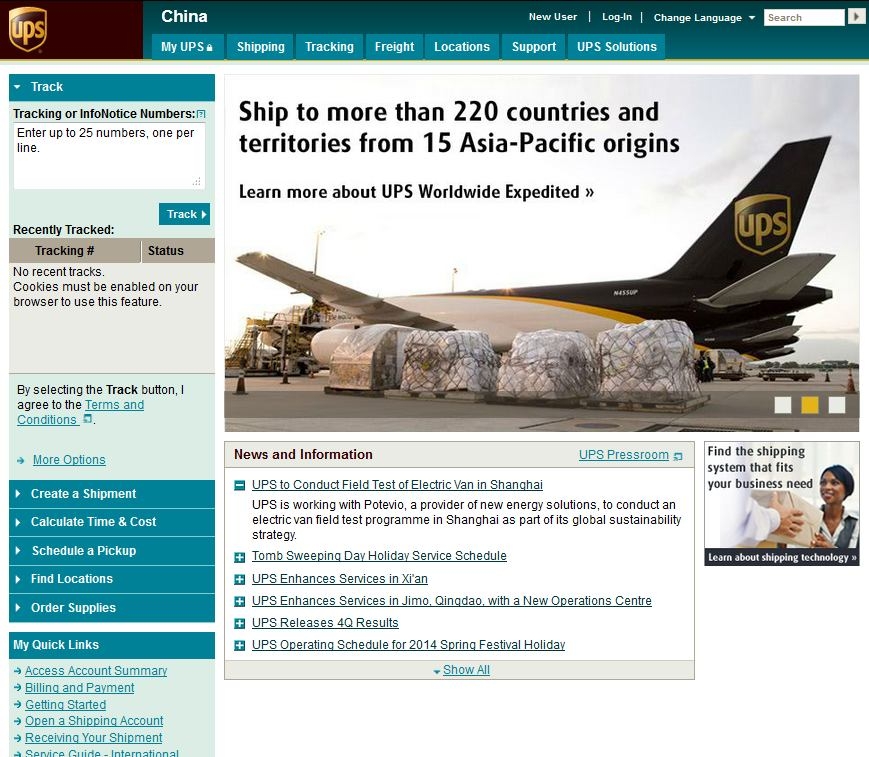 ups
China
New User | Log-In | Change Language
Search
My UPS
Shipping
Tracking
Freight
Locations
Support
UPS Solutions
Track
Tracking or InfoNotice Numbers:
Enter up to 25 numbers, one per
line.
Track
Recently Tracked:
Tracking #
Status
No recent tracks.
Cookies must be enabled on your
browser to use this feature.
By selecting the Track button, I
agree to the Terms and
Conditions .
More Options
Create a Shipment
Calculate Time & Cost
Schedule a Pickup
Find Locations
Order Supplies
My Quick Links
Access Account Summary
Billing and Payment
Getting Started
Open a Shipping Account
Receiving Your Shipment
Service Guide - International
Ship to more than 220 countries and
territories from 15 Asia-Pacific origins
Learn more about UPS Worldwide Expedited »
ups
N455UP
News and Information
UPS Pressroom
UPS to Conduct Field Test of Electric Van in Shanghai
UPS is working with Potevio, a provider of new energy solutions, to conduct an
electric van field test programme in Shanghai as part of its global sustainability
strategy.
Tomb Sweeping Day Holiday Service Schedule
UPS Enhances Services in Xi'an
UPS Enhances Services in Jimo, Qingdao, with a New Operations Centre
UPS Releases 4Q Results
UPS Operating Schedule for 2014 Spring Festival Holiday
Show All
Find the shipping
system that fits
your business need
Learn about shipping technology »